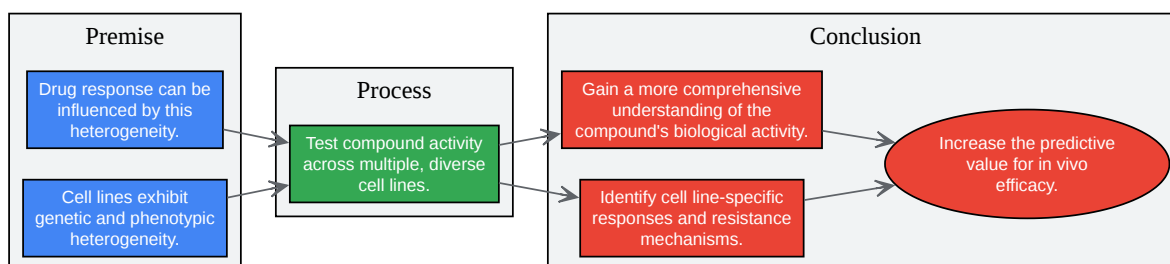 Premise
Drug response can be
influenced by this
heterogeneity.
Cell lines exhibit
genetic and phenotypic
heterogeneity.
Process
Test compound activity
across multiple, diverse
cell lines.
Conclusion
Gain a more comprehensive
understanding of the
compound's biological activity.
Identify cell line-specific
responses and resistance
mechanisms.
Increase the predictive
value for in vivo
efficacy.